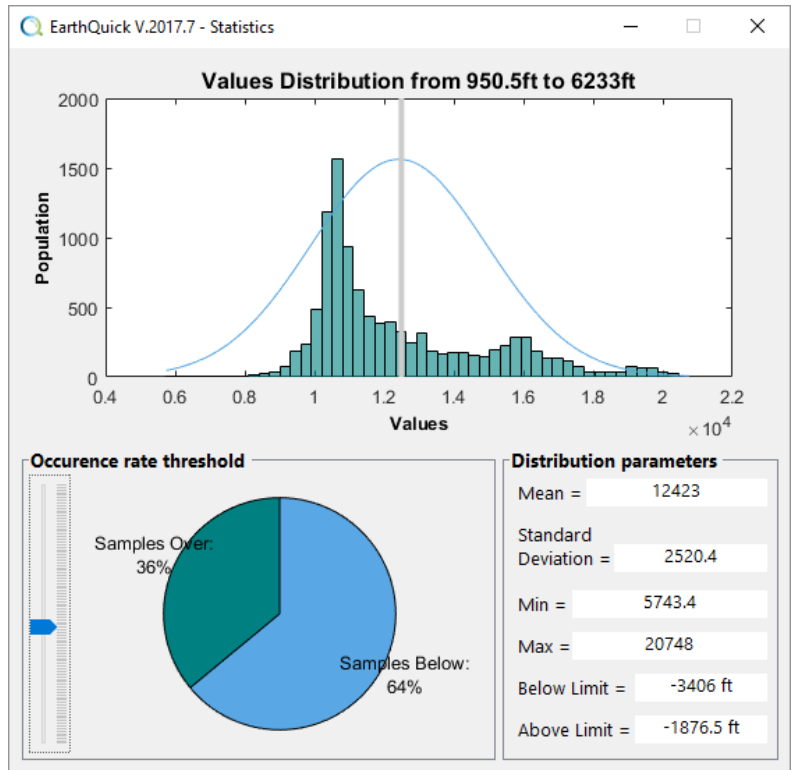 EarthQuick V.2017.7 - Statistics
Values Distribution from 950.5ft to 6233ft
2000
1500
1000
500
0
Population
0.4 0.6 0.8 1 1.2 1.4 1.6 1.8 2 2.2
Values
×10^4
Occurence rate threshold
Samples Over:
36%
Samples Below:
64%
Distribution parameters
Mean = 12423
Standard
Deviation = 2520.4
Min = 5743.4
Max = 20748
Below Limit = -3406 ft
Above Limit = -1876.5 ft